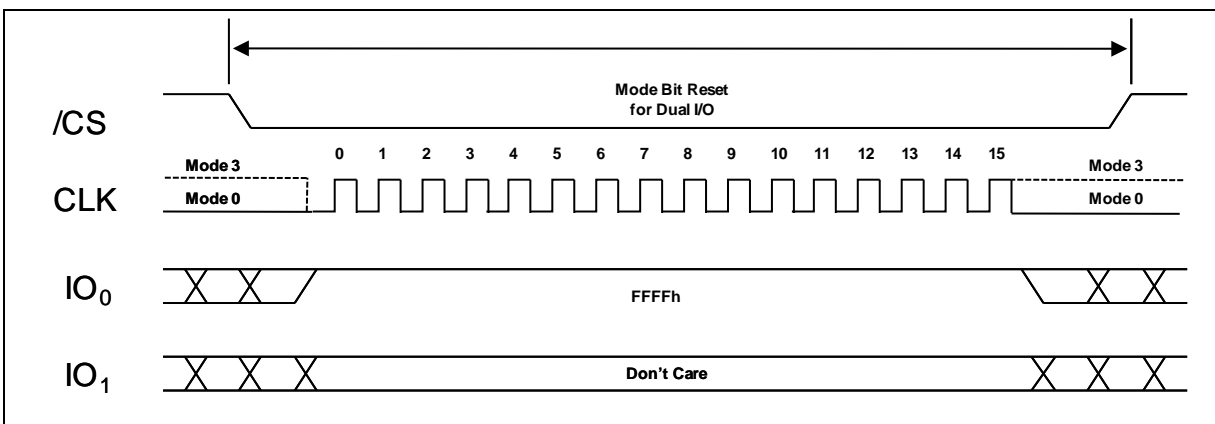 Mode Bit Reset
for Dual I/O
/CS
0 1 2 3 4 5 6 7 8 9 10 11 12 13 14 15
Mode 3 Mode 3
CLK Mode 0 Mode 0
IO₀ FFFFh
IO₁ Don't Care